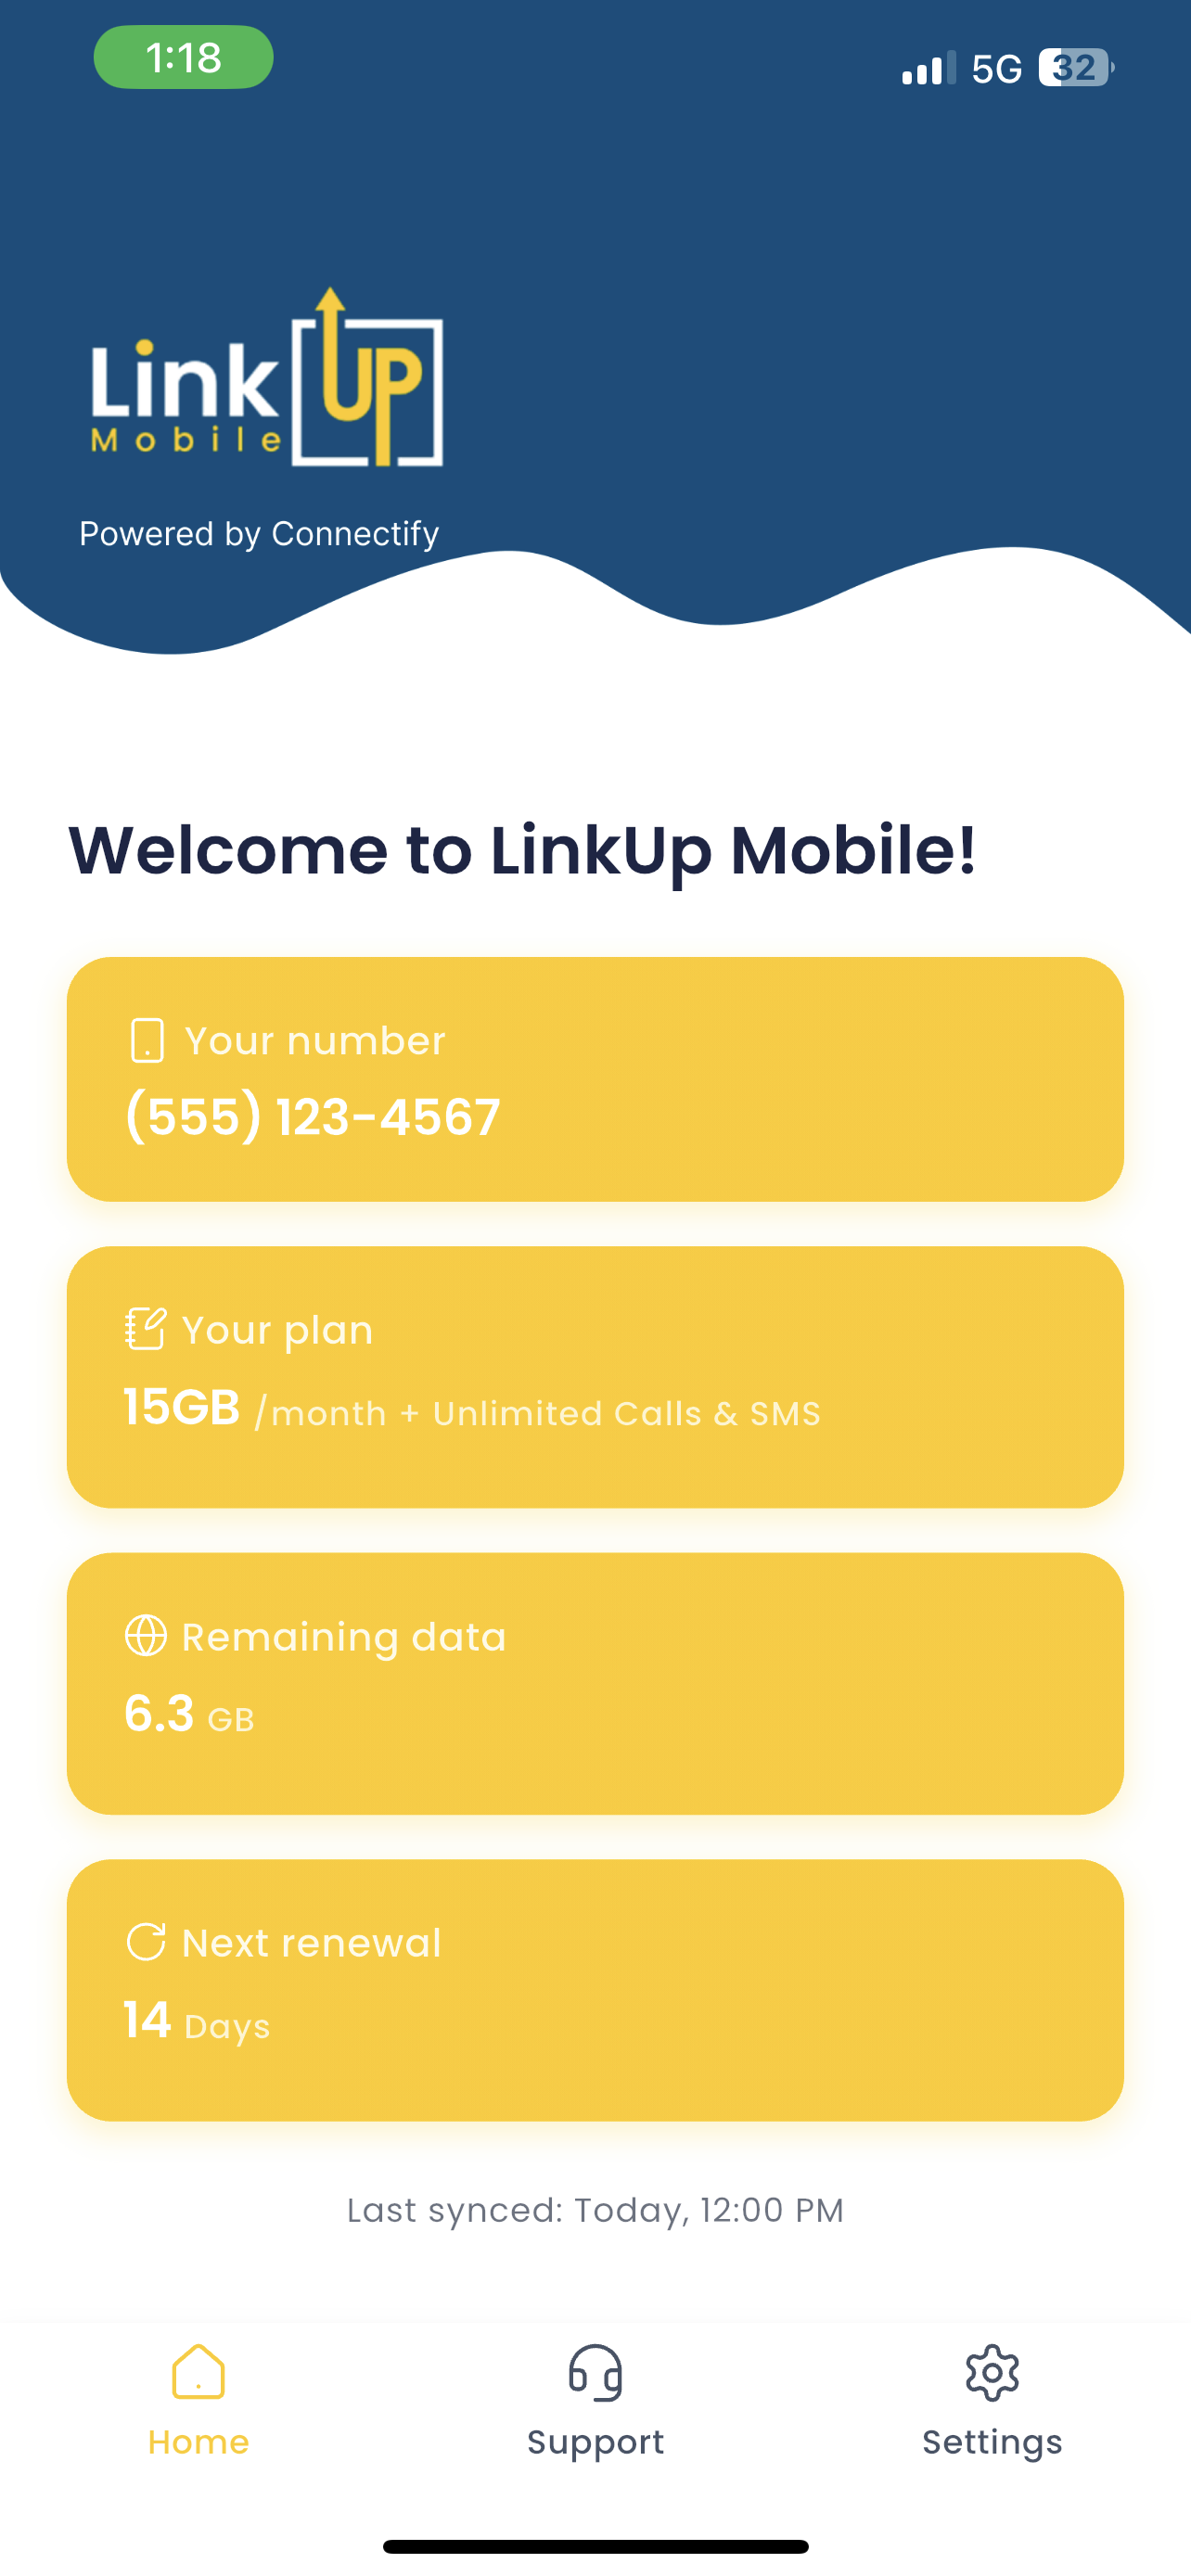 1:18
5G 32
Link UP
Mobile
Powered by Connectify
Welcome to LinkUp Mobile!
Your number
(555) 123-4567
Your plan
15GB /month + Unlimited Calls & SMS
Remaining data
6.3 GB
Next renewal
14 Days
Last synced: Today, 12:00 PM
Home Support Settings